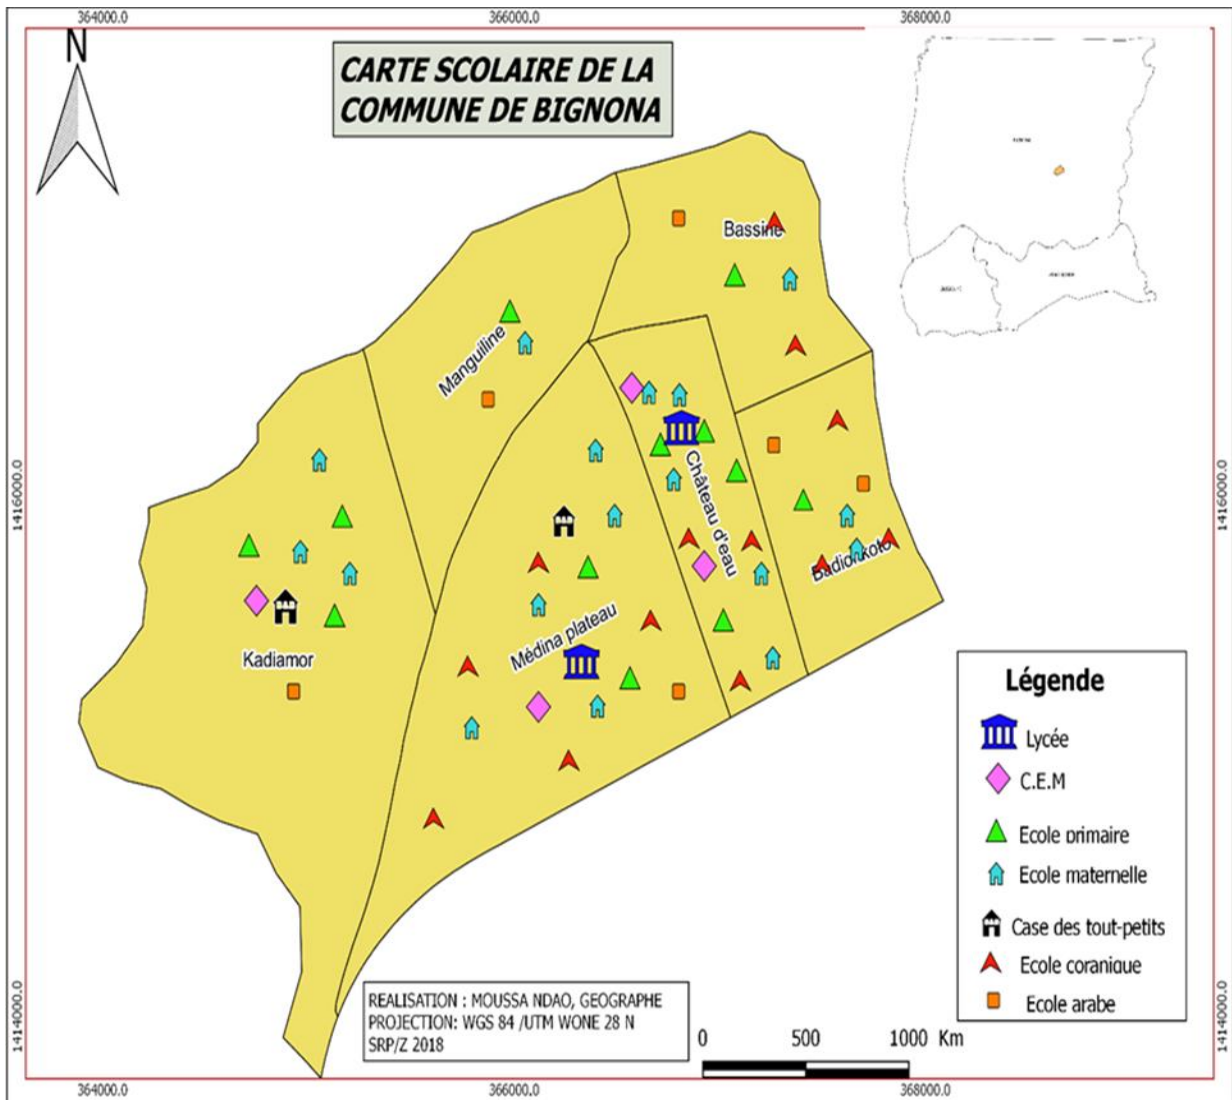 364000.0
366000.0
368000.0
N
CARTE SCOLAIRE DE LA
COMMUNE DE BIGNONA
Bassine
Manguiline
Château d'eau
Médina plateau
Kadiamor
1416000.0
1416000.0
Légende
Lycée
C.E.M
Ecole primaire
Ecole maternelle
Case des tout-petits
Ecole coranique
Ecole arabe
REALISATION : MOUSSA NDAO, GEOGRAPHE
PROJECTION: WGS 84 /UTM WONE 28 N
SRP/Z 2018
0 500 1000 Km
1414000.0
1414000.0
364000.0
366000.0
368000.0